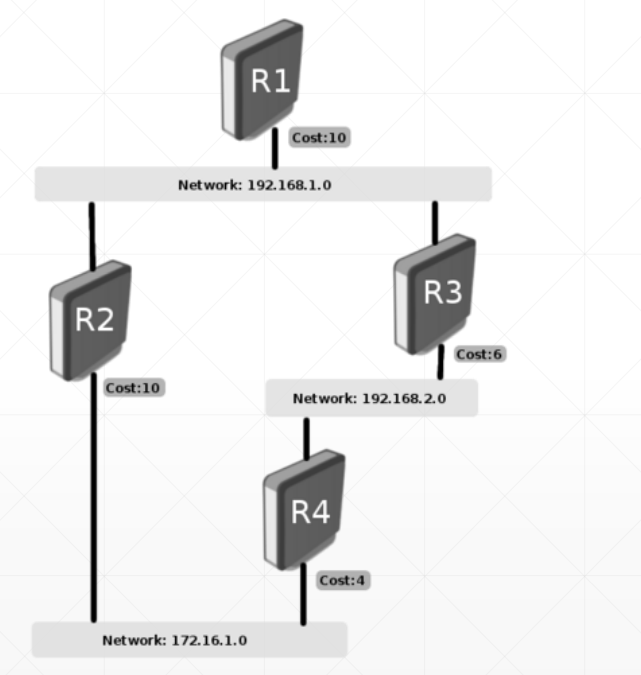 R1
Cost:10
Network: 192.168.1.0
R3
R2
Cost:6
Cost:10
Network: 192.168.2.0
R4
Cost:4
Network: 172.16.1.0